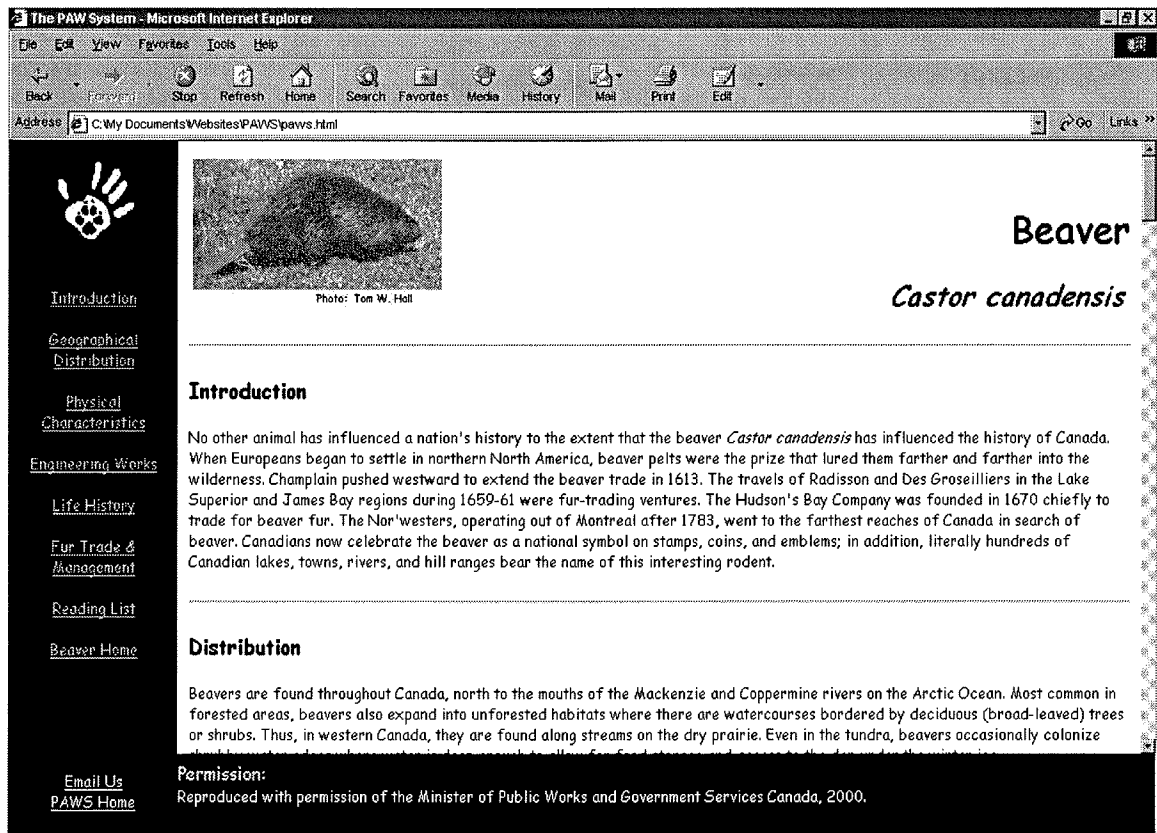 The PAW System - Microsoft Internet Explorer
File Edit View Favorites Tools Help
Back Forward Stop Refresh Home Search Favorites Media History Mail Print Edit
Address C:\My Documents\Websites\PAWS\paws.html Go Links »
Photo: Tom W. Hall
Beaver
Castor canadensis
Introduction
Geographical
Distribution
Physical
Characteristics
Engineering Works
Life History
Fur Trade &
Management
Reading List
Beaver Home
Introduction
No other animal has influenced a nation's history to the extent that the beaver Castor canadensis has influenced the history of Canada.
When Europeans began to settle in northern North America, beaver pelts were the prize that lured them farther and farther into the
wilderness. Champlain pushed westward to extend the beaver trade in 1613. The travels of Radisson and Des Groseilliers in the Lake
Superior and James Bay regions during 1659-61 were fur-trading ventures. The Hudson's Bay Company was founded in 1670 chiefly to
trade for beaver fur. The Nor'westers, operating out of Montreal after 1783, went to the farthest reaches of Canada in search of
beaver. Canadians now celebrate the beaver as a national symbol on stamps, coins, and emblems; in addition, literally hundreds of
Canadian lakes, towns, rivers, and hill ranges bear the name of this interesting rodent.
Distribution
Beavers are found throughout Canada, north to the mouths of the Mackenzie and Coppermine rivers on the Arctic Ocean. Most common in
forested areas, beavers also expand into unforested habitats where there are watercourses bordered by deciduous (broad-leaved) trees
or shrubs. Thus, in western Canada, they are found along streams on the dry prairie. Even in the tundra, beavers occasionally colonize
Email Us
PAWS Home
Permission:
Reproduced with permission of the Minister of Public Works and Government Services Canada, 2000.